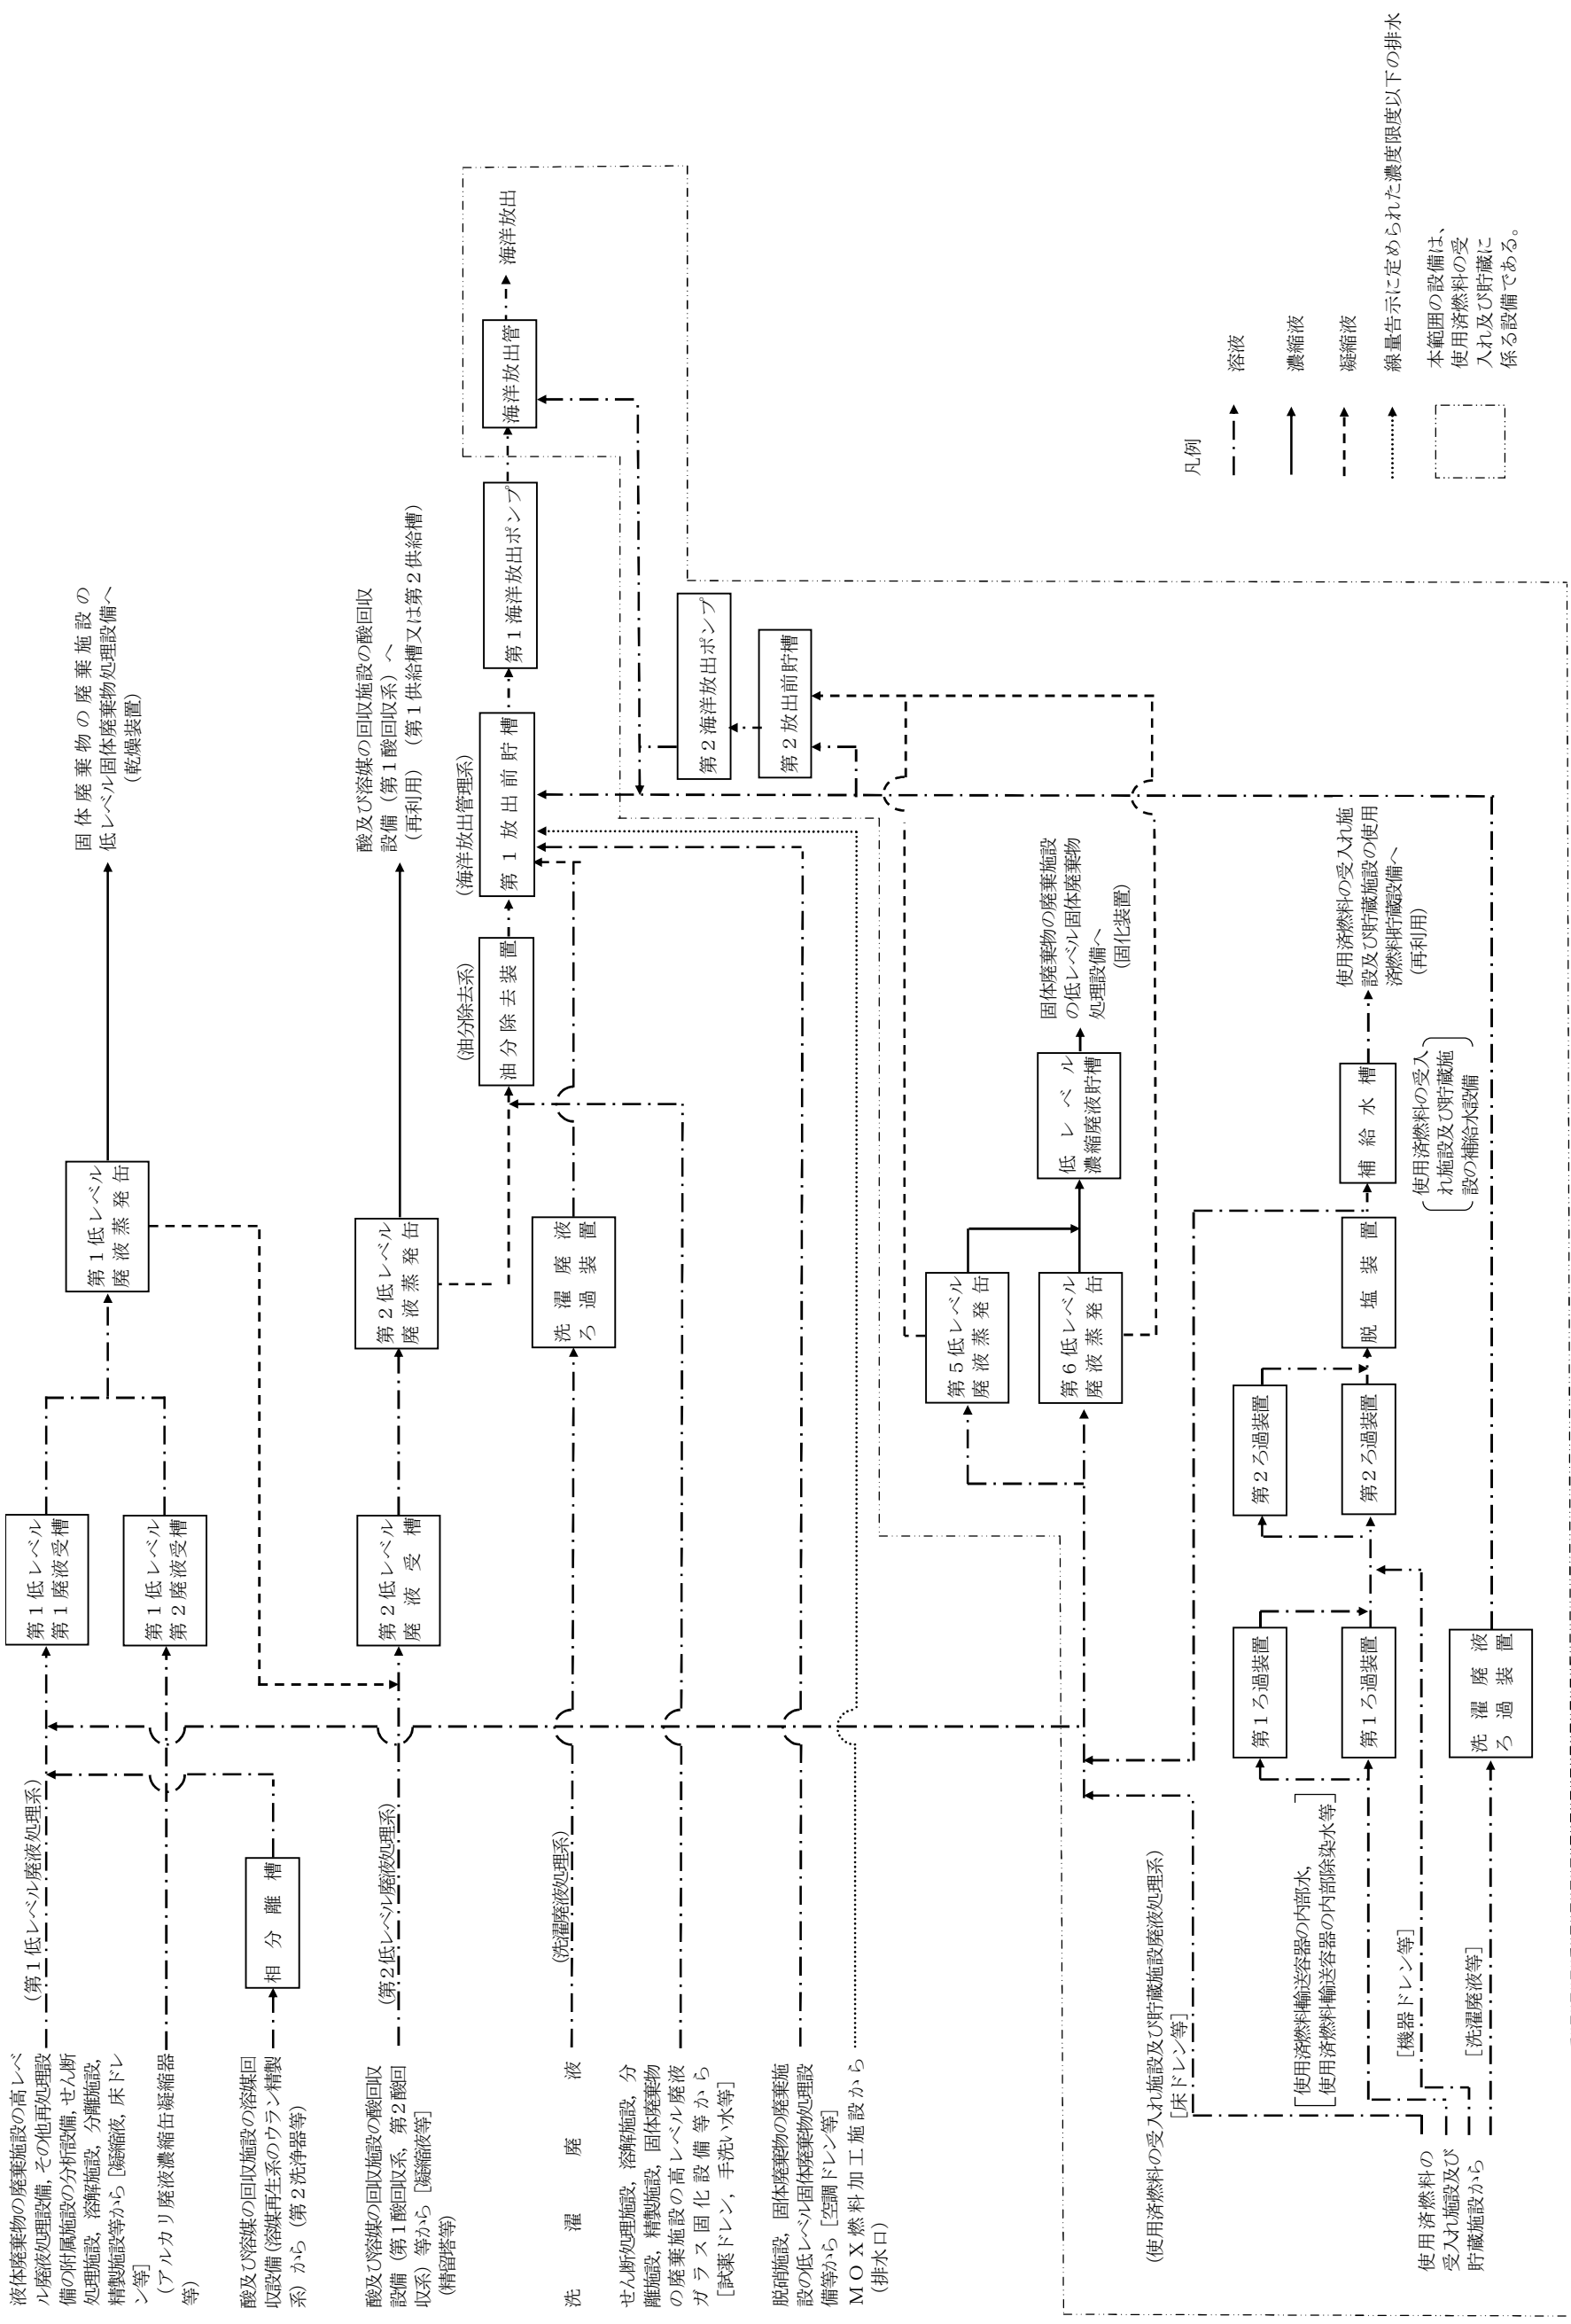 液体廃棄物の廃棄施設の高レベ
ル廃液処理設備，その他再処理設
備の附属施設の分析設備，せん断
処理施設，溶解施設，分離施設，
精製施設等から［凝縮液，床ドレ
ン等］
（アルカリ廃液濃縮缶凝縮器
等）
(第１低レベル廃液処理系)
第１低レベル
第１廃液受槽
第１低レベル
第２廃液受槽
第１低レベル
廃液蒸発缶
固体廃棄物の廃棄施設の
低レベル固体廃棄物処理設備へ
（乾燥装置）
酸及び溶媒の回収施設の溶媒回
収設備（溶媒再生系のウラン精製
系）から（第２洗浄器等）
相分離槽
酸及び溶媒の回収施設の酸回収
設備（第１酸回収系，第２酸回
収系）等から［凝縮液等］
（精留塔等）
(第２低レベル廃液処理系)
第２低レベル
廃液受槽
第２低レベル
廃液蒸発缶
酸及び溶媒の回収施設の酸回収
設備（第１酸回収系）へ
（再利用）（第１供給槽又は第２供給槽）
洗濯廃液
(洗濯廃液処理系)
洗濯廃液
ろ過装置
(油分除去系)
油分除去装置
(海洋放出管理系)
第１放出前貯槽
第１海洋放出ポンプ
海洋放出管
海洋放出
せん断処理施設，溶解施設，分
離施設，精製施設，固体廃棄物
の廃棄施設の高レベル廃液
ガラス固化設備等から
［試薬ドレン，手洗い水等］
脱硝施設，固体廃棄物の廃棄施
設の低レベル固体廃棄物処理設
備等から［空調ドレン等］
ＭＯＸ燃料加工施設から
（排水口）
第２海洋放出ポンプ
第２放出前貯槽
第５低レベル
廃液蒸発缶
第６低レベル
廃液蒸発缶
低レベル
濃縮廃液貯槽
固体廃棄物の廃棄施設
の低レベル固体廃棄物
処理設備へ
（固化装置）
(使用済燃料の受入れ施設及び貯蔵施設廃液処理系)
［床ドレン等］
使用済燃料輸送容器の内部水，
使用済燃料輸送容器の内部除染水等
［機器ドレン等］
［洗濯廃液等］
使用済燃料の
受入れ施設及び
貯蔵施設から
第１ろ過装置
第１ろ過装置
第２ろ過装置
第２ろ過装置
脱塩装置
補給水槽
使用済燃料の受入れ施
設及び貯蔵施設の使用
済燃料貯蔵設備へ
（再利用）
使用済燃料の受入
れ施設及び貯蔵施
設の補給水設備
洗濯廃液
ろ過装置
凡例
溶液
濃縮液
凝縮液
線量告示に定められた濃度限度以下の排水
本範囲の設備は、
使用済燃料の受
入れ及び貯蔵に
係る設備である。